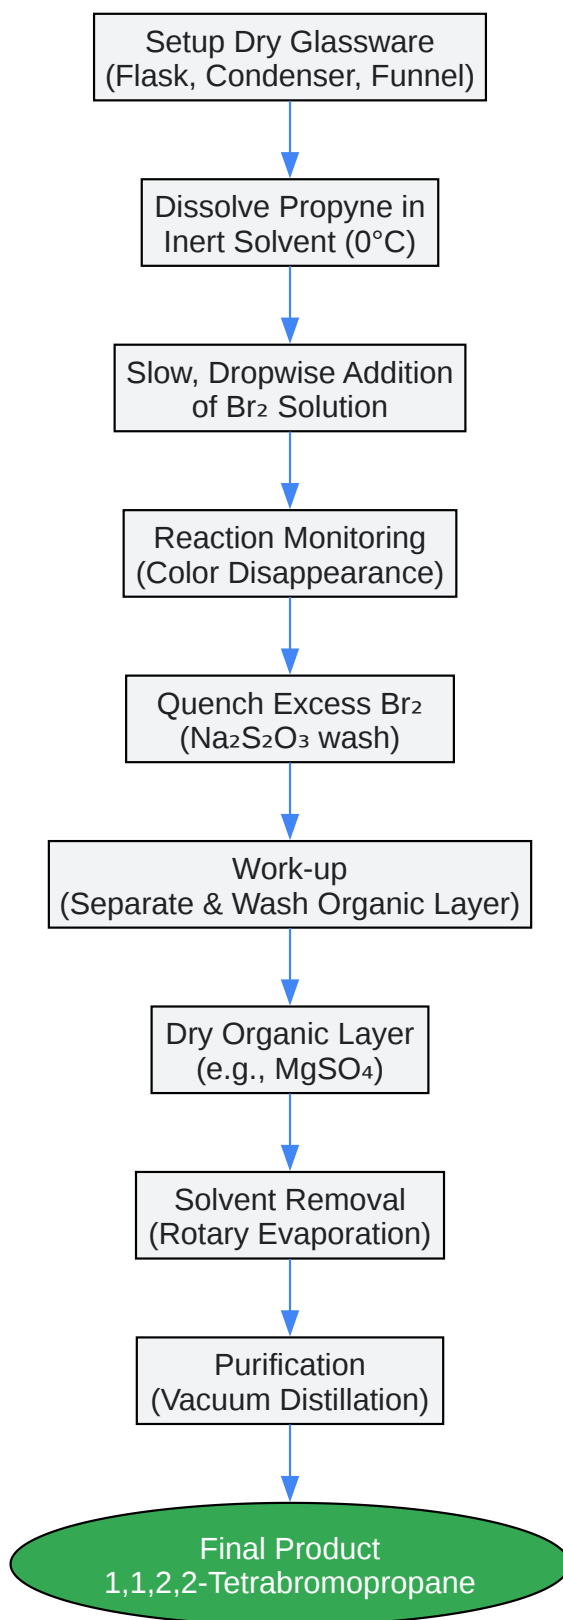 Setup Dry Glassware
(Flask, Condenser, Funnel)
Dissolve Propyne in
Inert Solvent (0°C)
Slow, Dropwise Addition
of Br₂ Solution
Reaction Monitoring
(Color Disappearance)
Quench Excess Br₂
(Na₂S₂O₃ wash)
Work-up
(Separate & Wash Organic Layer)
Dry Organic Layer
(e.g., MgSO₄)
Solvent Removal
(Rotary Evaporation)
Purification
(Vacuum Distillation)
Final Product
1,1,2,2-Tetrabromopropane